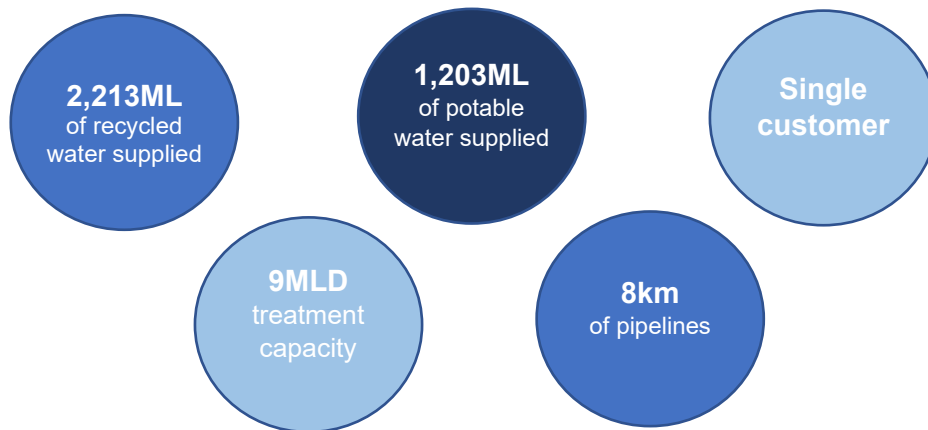 2,213ML
of recycled
water supplied
1,203ML
of potable
water supplied
Single
customer
9MLD
treatment
capacity
8km
of pipelines